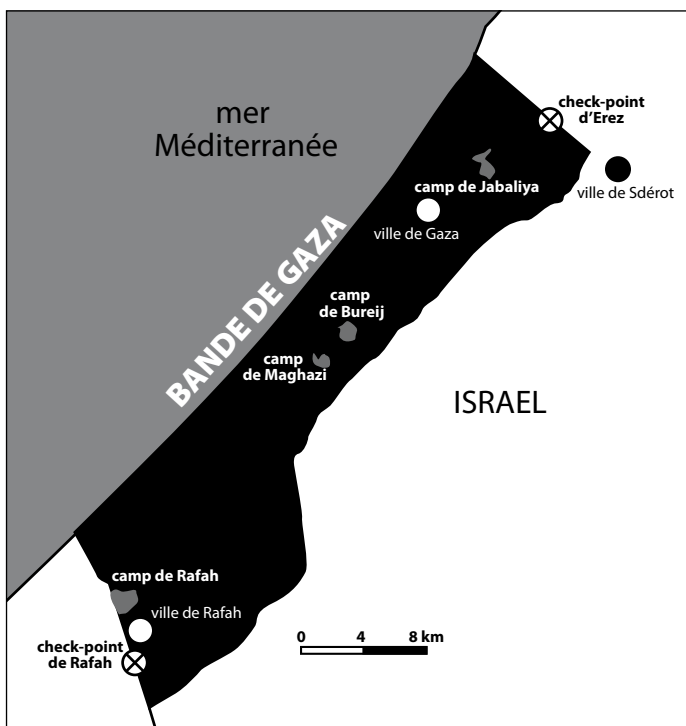 mer
Méditerranée
check-point
d’Erez
camp de Jabaliya
ville de Sdérot
ville de Gaza
BANDE DE GAZA
camp
de Bureij
camp
de Maghazi
ISRAEL
camp de Rafah
ville de Rafah
check-point
de Rafah
0 4 8 km